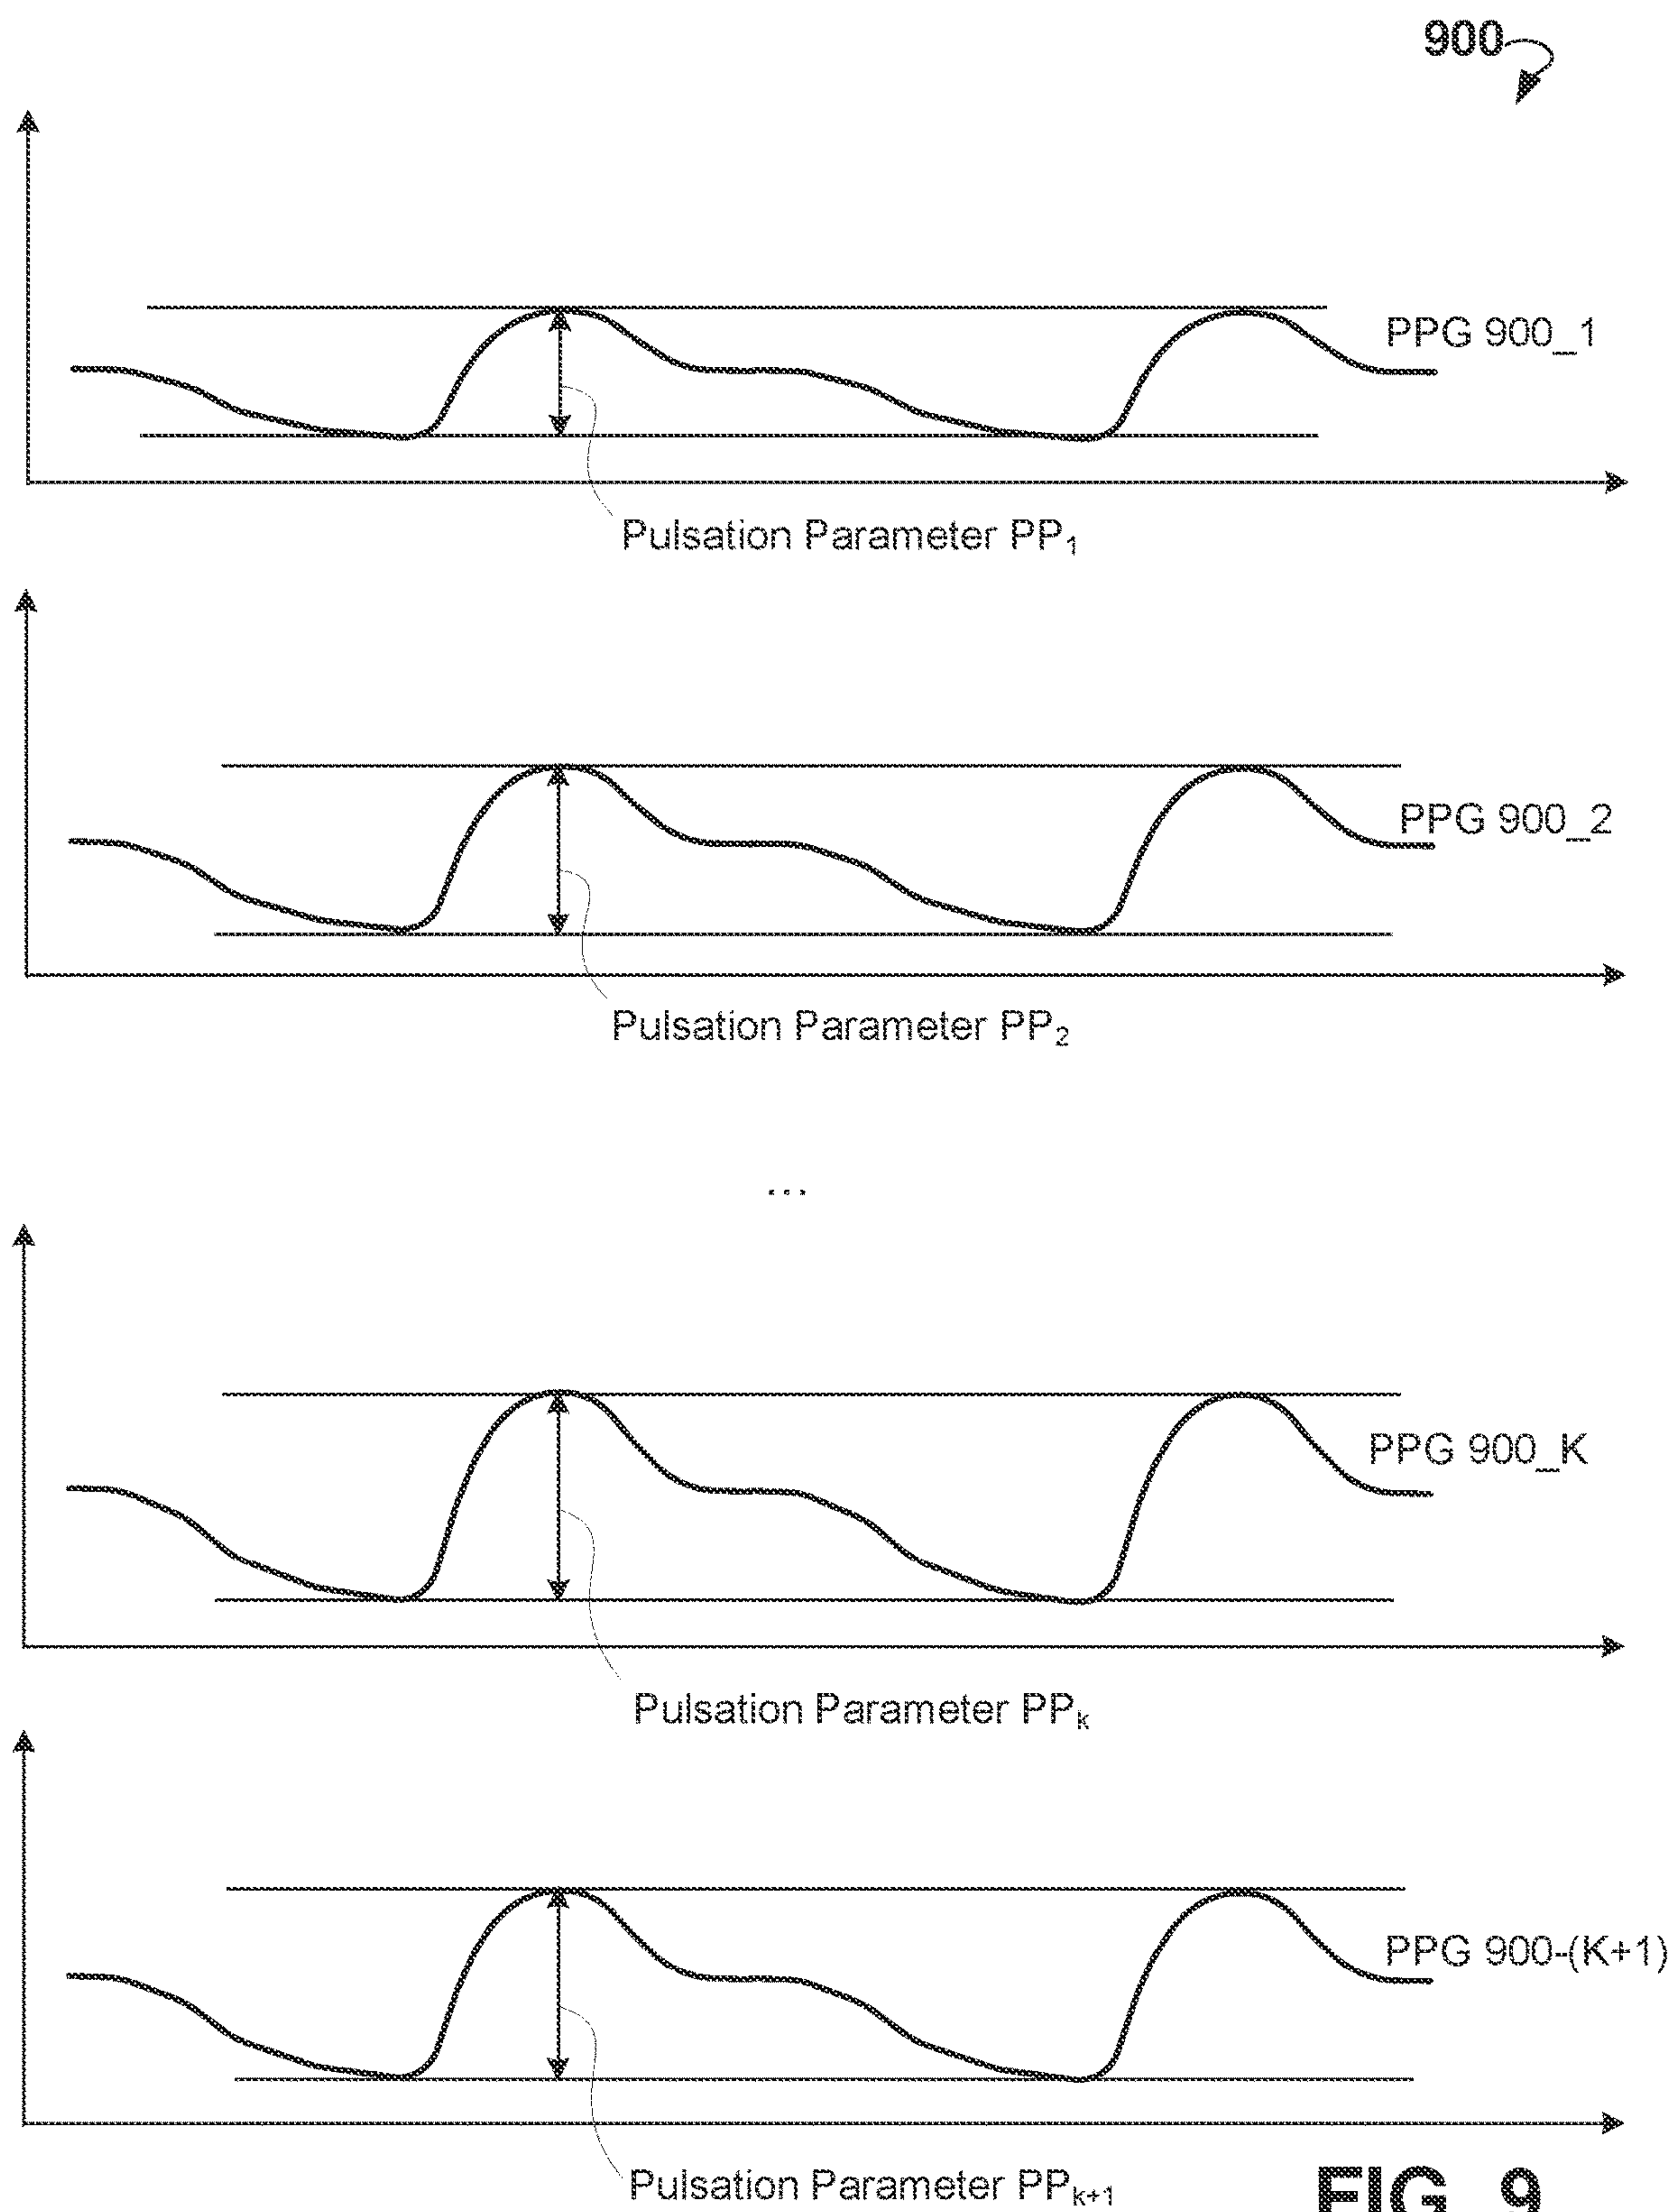 900
PPG 900_1
Pulsation Parameter PP₁
PPG 900_2
Pulsation Parameter PP₂
...
PPG 900_K
Pulsation Parameter PPₖ
PPG 900-(K+1)
Pulsation Parameter PPₖ₊₁
FIG. 9